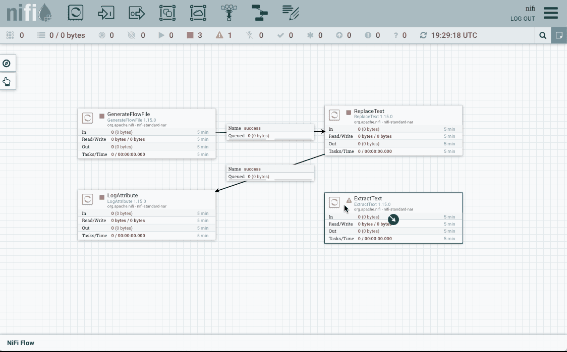 nifi
nifi
LOG OUT
0
0 / 0 bytes
0
0
0
3
1
0
0
0
0
0
0
19:29:18 UTC
GenerateFlowFile
GenerateFlowFile 1.15.0
org.apache.nifi - nifi-standard-nar
In 0 (0 bytes) 5 min
Read/Write 0 bytes / 0 bytes 5 min
Out 0 (0 bytes) 5 min
Tasks/Time 0 / 00:00:00.000 5 min
Name success
Queued 0 (0 bytes)
ReplaceText
ReplaceText 1.15.0
org.apache.nifi - nifi-standard-nar
In 0 (0 bytes) 5 min
Read/Write 0 bytes / 0 bytes 5 min
Out 0 (0 bytes) 5 min
Tasks/Time 0 / 00:00:00.000 5 min
Name success
Queued 0 (0 bytes)
LogAttribute
LogAttribute 1.15.0
org.apache.nifi - nifi-standard-nar
In 0 (0 bytes) 5 min
Read/Write 0 bytes / 0 bytes 5 min
Out 0 (0 bytes) 5 min
Tasks/Time 0 / 00:00:00.000 5 min
ExtractText
ExtractText 1.15.0
org.apache.nifi - nifi-standard-nar
In 0 (0 bytes) 5 min
Read/Write 0 bytes / 0 bytes 5 min
Out 0 (0 bytes) 5 min
Tasks/Time 0 / 00:00:00.000 5 min
NiFi Flow